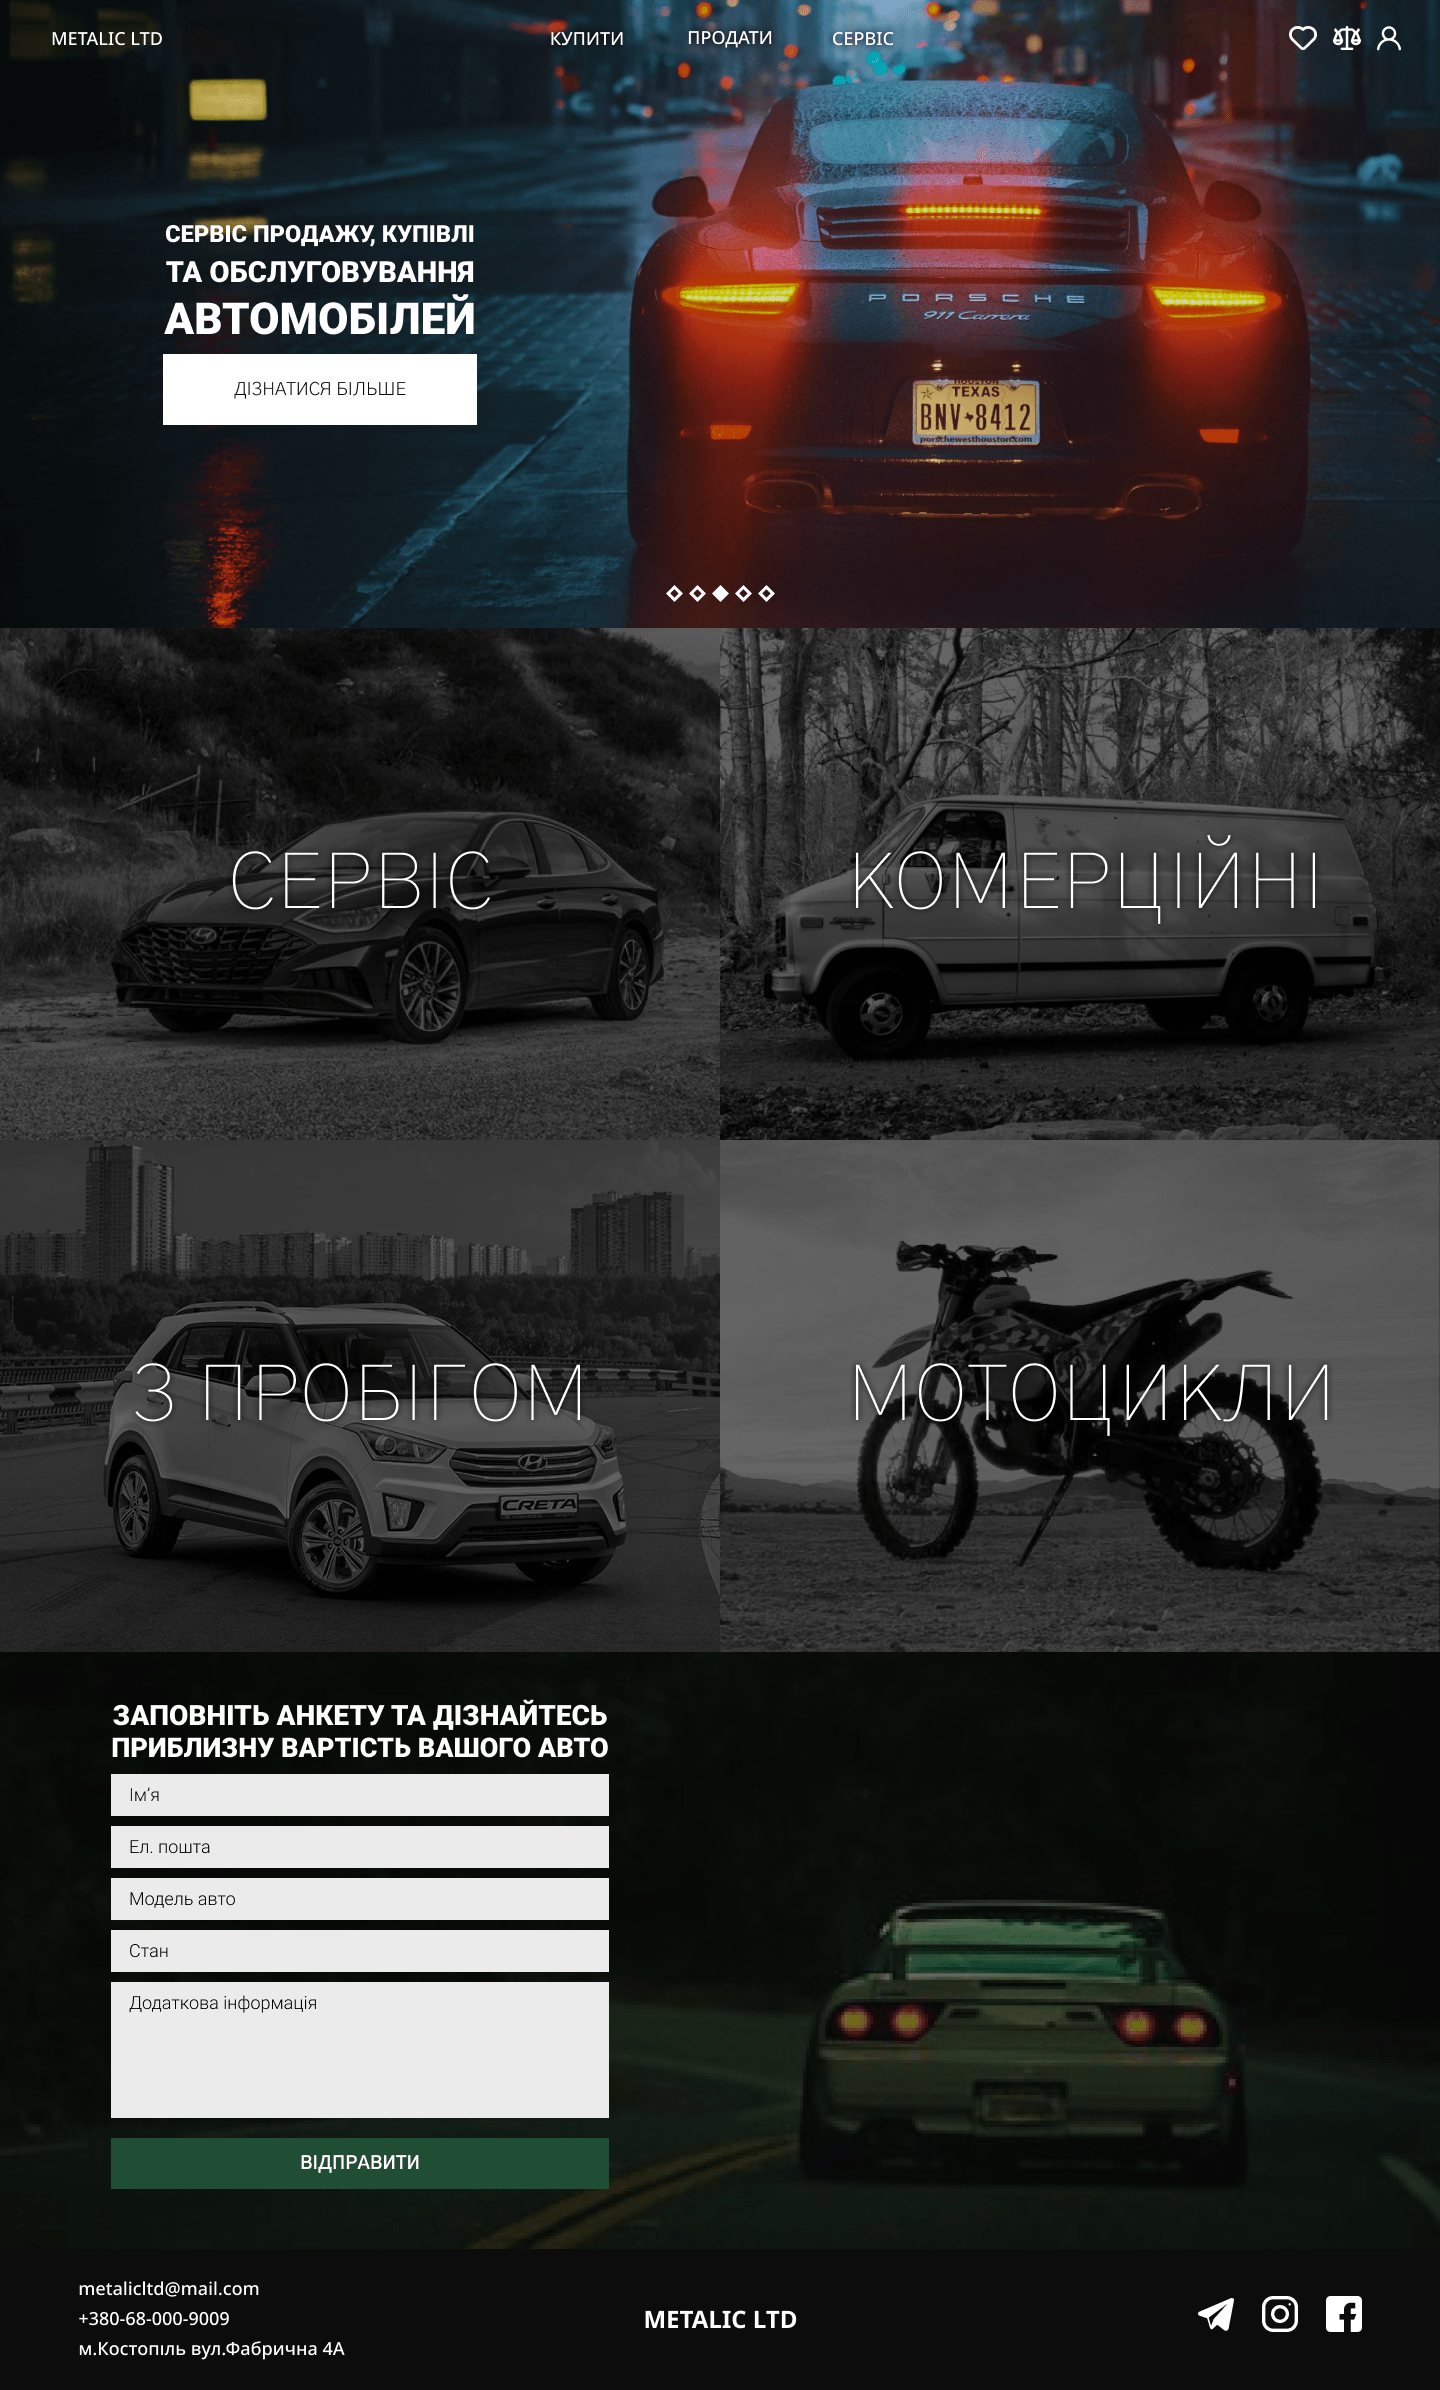 METALIC LTD
КУПИТИ
ПРОДАТИ
СЕРВІС
СЕРВІС ПРОДАЖУ, КУПІВЛІ
ТА ОБСЛУГОВУВАННЯ
АВТОМОБІЛЕЙ
ДІЗНАТИСЯ БІЛЬШЕ
PORSCHE
911 Carrera
HOUSTON
TEXAS
BNV★8412
porschewesthouston.com
СЕРВІС
КОМЕРЦІЙНІ
З ПРОБІГОМ
CRETA
МОТОЦИКЛИ
ЗАПОВНІТЬ АНКЕТУ ТА ДІЗНАЙТЕСЬ
ПРИБЛИЗНУ ВАРТІСТЬ ВАШОГО АВТО
Ім’я
Ел. пошта
Модель авто
Стан
Додаткова інформація
ВІДПРАВИТИ
metalicltd@mail.com
+380-68-000-9009
м.Костопіль вул.Фабрична 4А
METALIC LTD